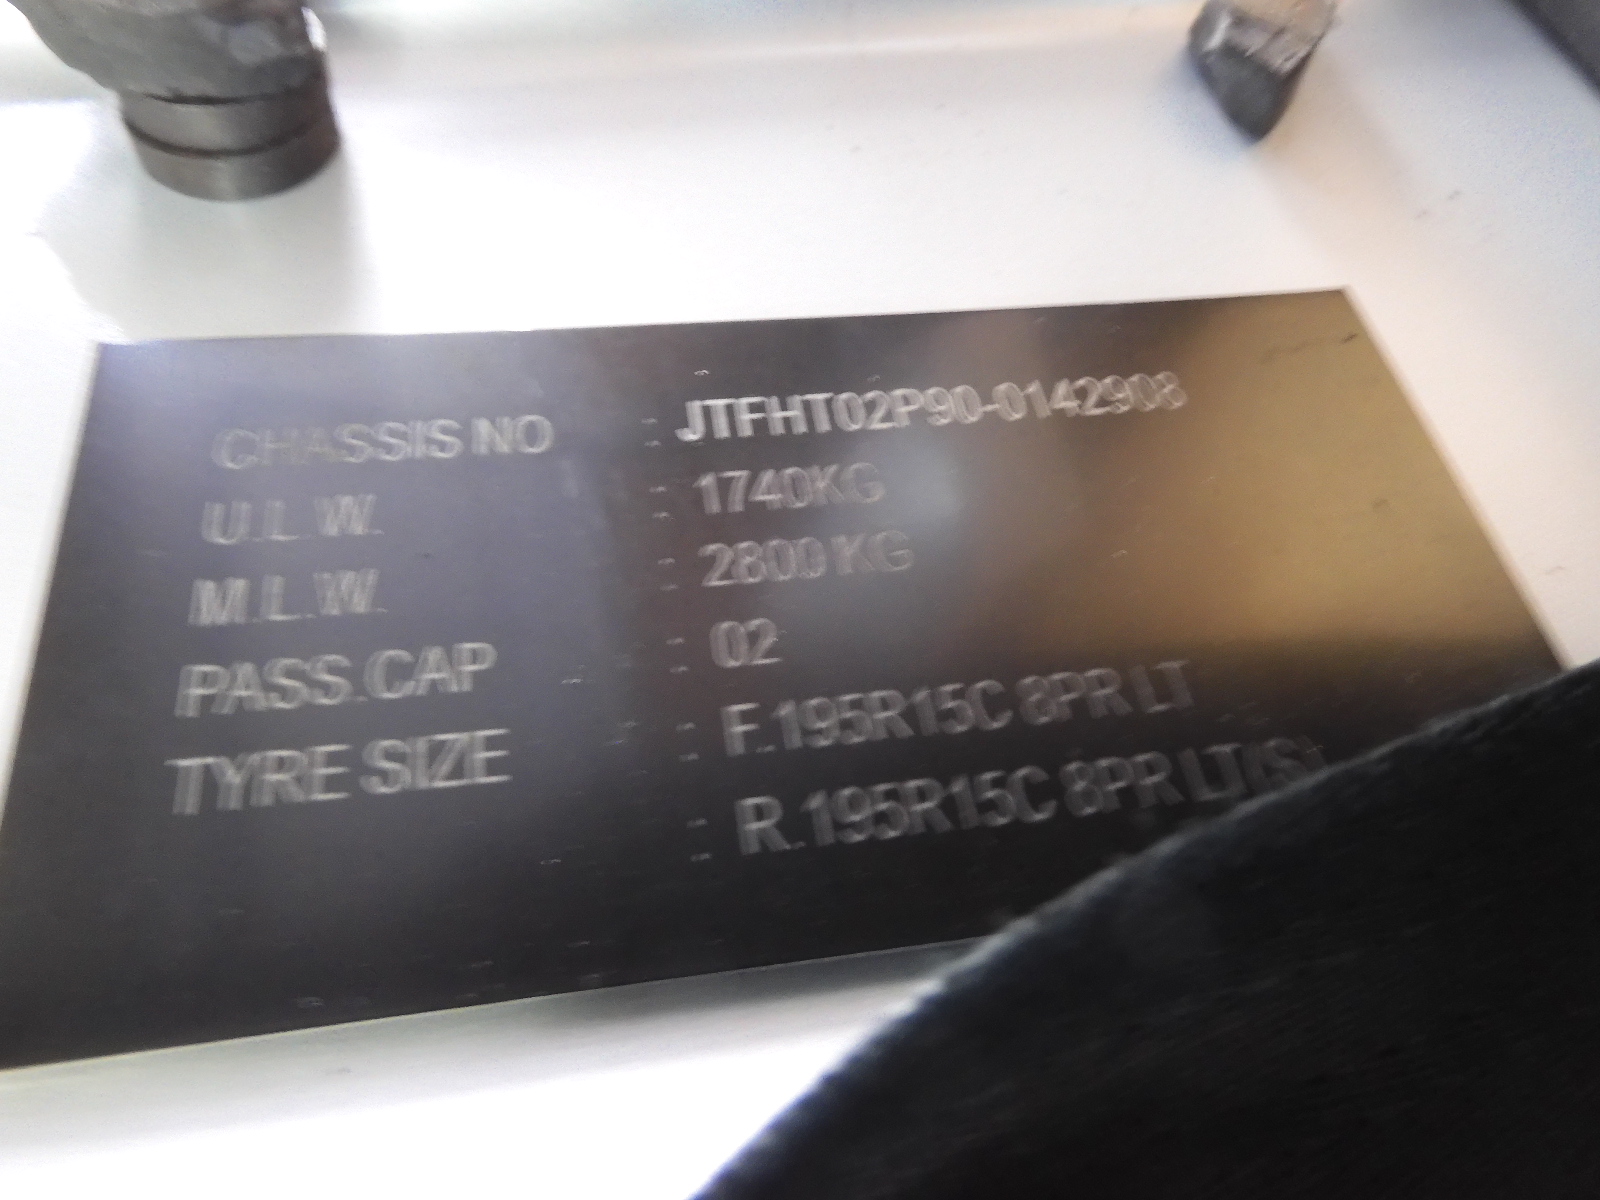 CHASSIS NO : JTFHT02P90-0142908
U.L.W. : 1740KG
M.L.W. : 2800 KG
PASS.CAP : 02
TYRE SIZE : F.195R15C 8PR LT
: R.195R15C 8PR LT(S)